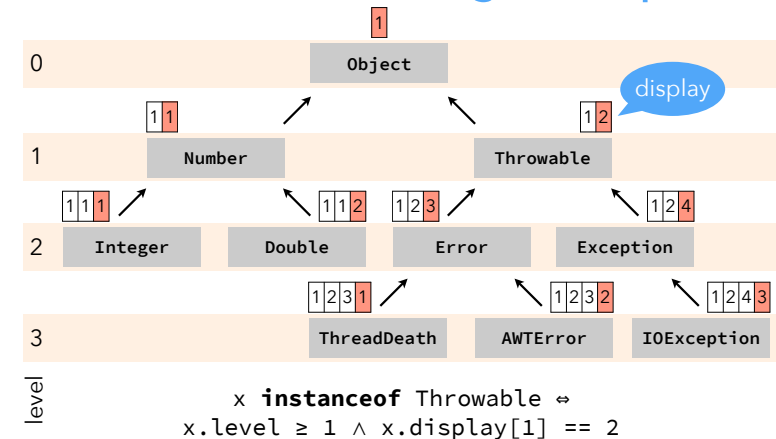 1
0 Object
display
1 1 1 2
1 Number Throwable
1 1 1 1 1 2 1 2 3 1 2 4
2 Integer Double Error Exception
1 2 3 1 1 2 3 2 1 2 4 3
3 ThreadDeath AWTError IOException
level
x instanceof Throwable ⇔
x.level ≥ 1 ∧ x.display[1] == 2